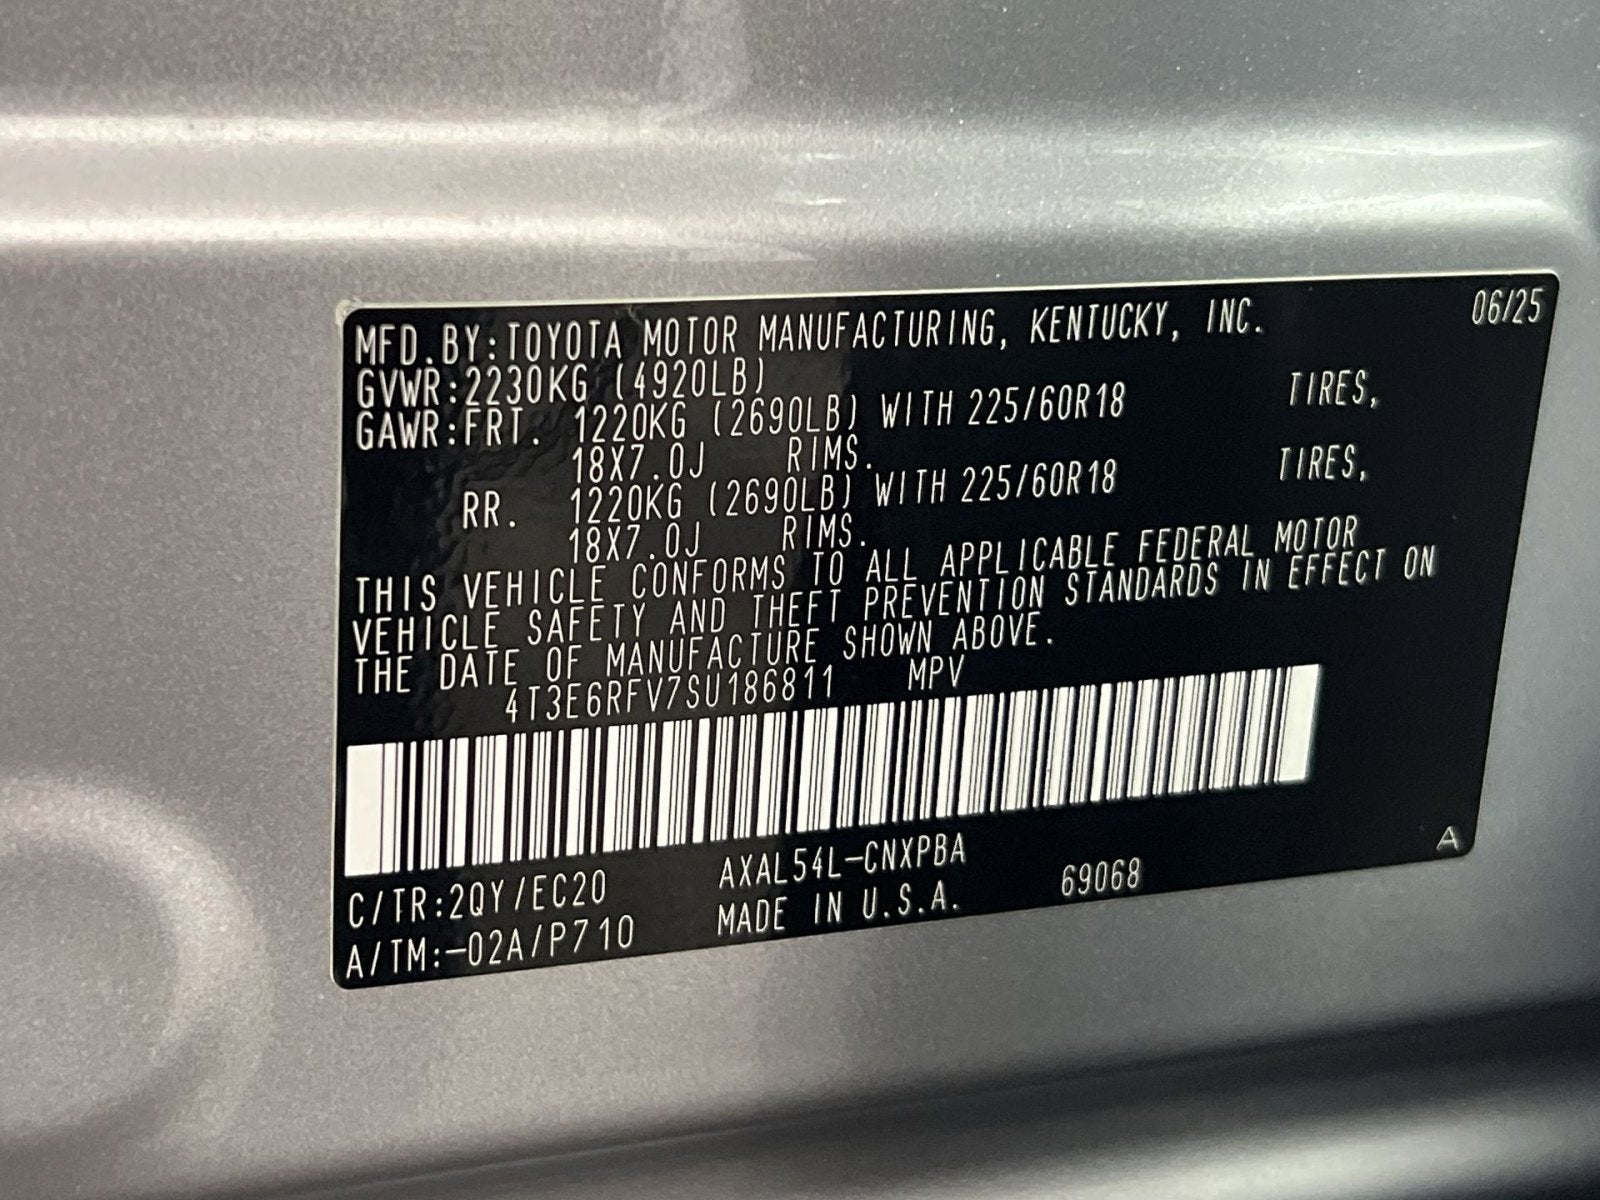 MFD.BY:TOYOTA MOTOR MANUFACTURING, KENTUCKY, INC. 06/25
GVWR:2230KG (4920LB)
GAWR:FRT. 1220KG (2690LB) WITH 225/60R18 TIRES,
18X7.0J RIMS.
RR. 1220KG (2690LB) WITH 225/60R18 TIRES,
18X7.0J RIMS.
THIS VEHICLE CONFORMS TO ALL APPLICABLE FEDERAL MOTOR
VEHICLE SAFETY AND THEFT PREVENTION STANDARDS IN EFFECT ON
THE DATE OF MANUFACTURE SHOWN ABOVE.
4T3E6RFV7SU186811 MPV
C/TR:2QY/EC20 AXAL54L-CNXPBA A
A/TM:-02A/P710 MADE IN U.S.A. 69068